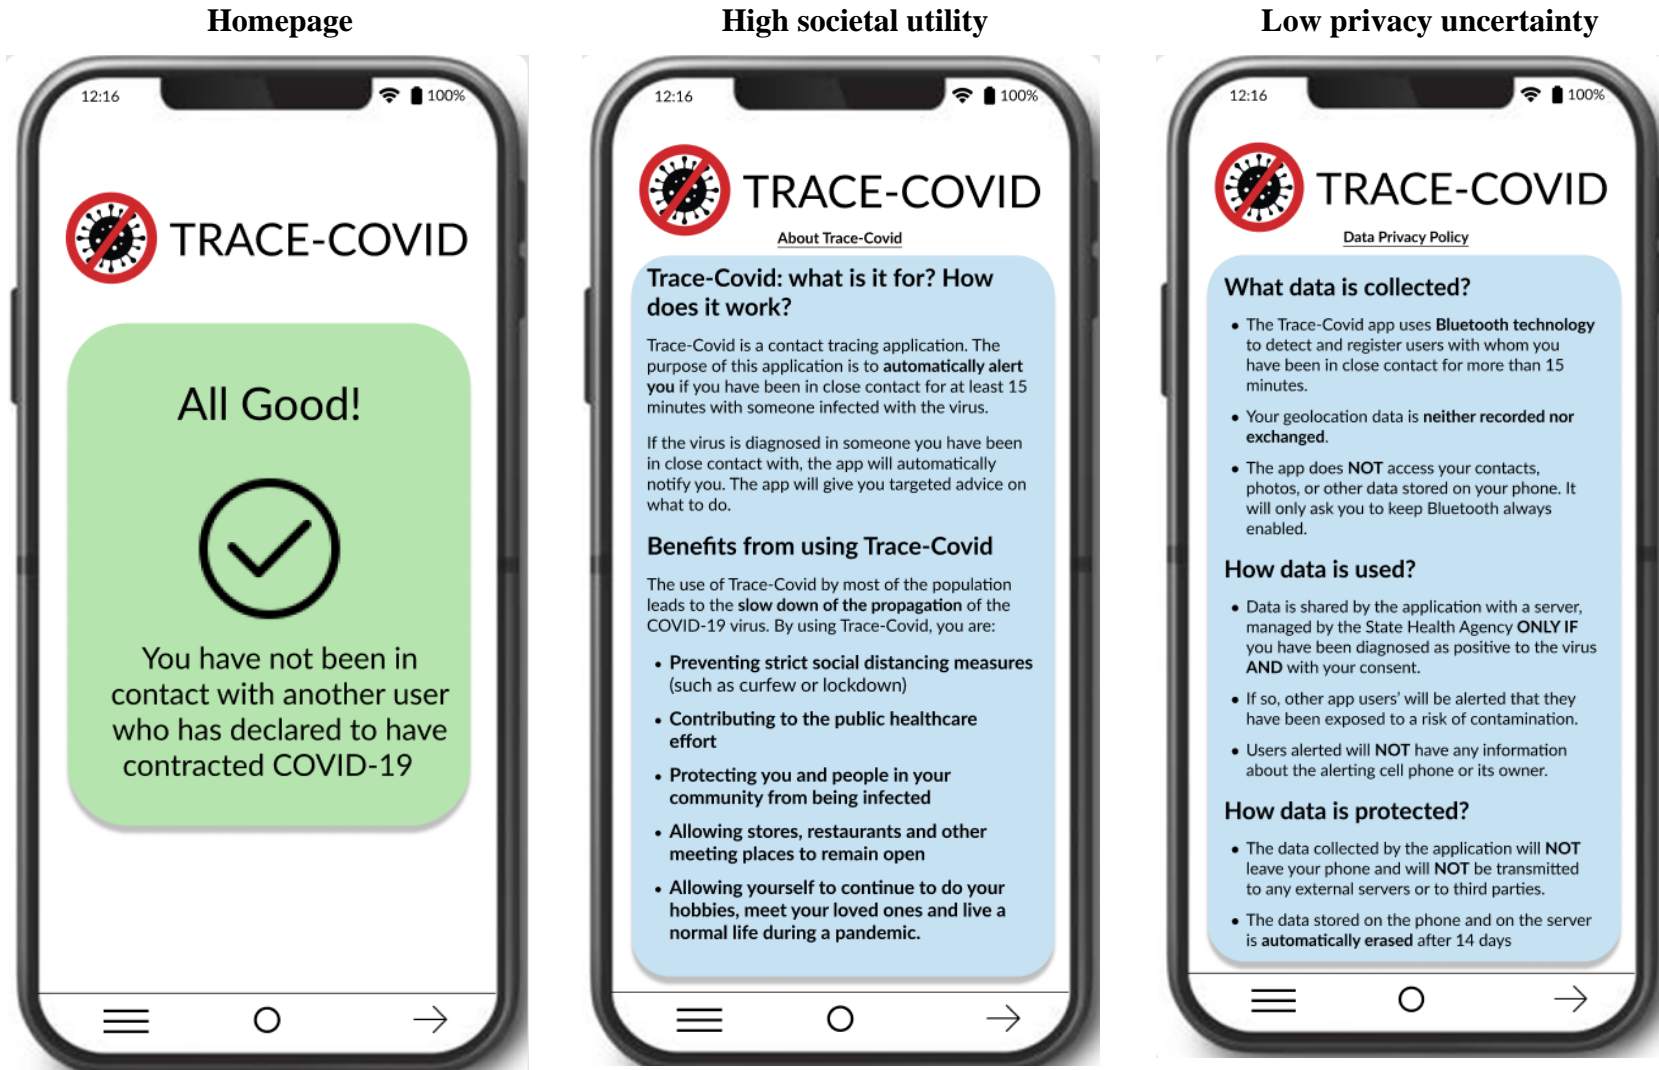 Homepage
12:16
100%
TRACE-COVID
All Good!
You have not been in
contact with another user
who has declared to have
contracted COVID-19
High societal utility
12:16
100%
TRACE-COVID
About Trace-Covid
Trace-Covid: what is it for? How
does it work?
Trace-Covid is a contact tracing application. The
purpose of this application is to automatically alert
you if you have been in close contact for at least 15
minutes with someone infected with the virus.
If the virus is diagnosed in someone you have been
in close contact with, the app will automatically
notify you. The app will give you targeted advice on
what to do.
Benefits from using Trace-Covid
The use of Trace-Covid by most of the population
leads to the slow down of the propagation of the
COVID-19 virus. By using Trace-Covid, you are:
• Preventing strict social distancing measures
(such as curfew or lockdown)
• Contributing to the public healthcare
effort
• Protecting you and people in your
community from being infected
• Allowing stores, restaurants and other
meeting places to remain open
• Allowing yourself to continue to do your
hobbies, meet your loved ones and live a
normal life during a pandemic.
Low privacy uncertainty
12:16
100%
TRACE-COVID
Data Privacy Policy
What data is collected?
• The Trace-Covid app uses Bluetooth technology
to detect and register users with whom you
have been in close contact for more than 15
minutes.
• Your geolocation data is neither recorded nor
exchanged.
• The app does NOT access your contacts,
photos, or other data stored on your phone. It
will only ask you to keep Bluetooth always
enabled.
How data is used?
• Data is shared by the application with a server,
managed by the State Health Agency ONLY IF
you have been diagnosed as positive to the virus
AND with your consent.
• If so, other app users' will be alerted that they
have been exposed to a risk of contamination.
• Users alerted will NOT have any information
about the alerting cell phone or its owner.
How data is protected?
• The data collected by the application will NOT
leave your phone and will NOT be transmitted
to any external servers or to third parties.
• The data stored on the phone and on the server
is automatically erased after 14 days